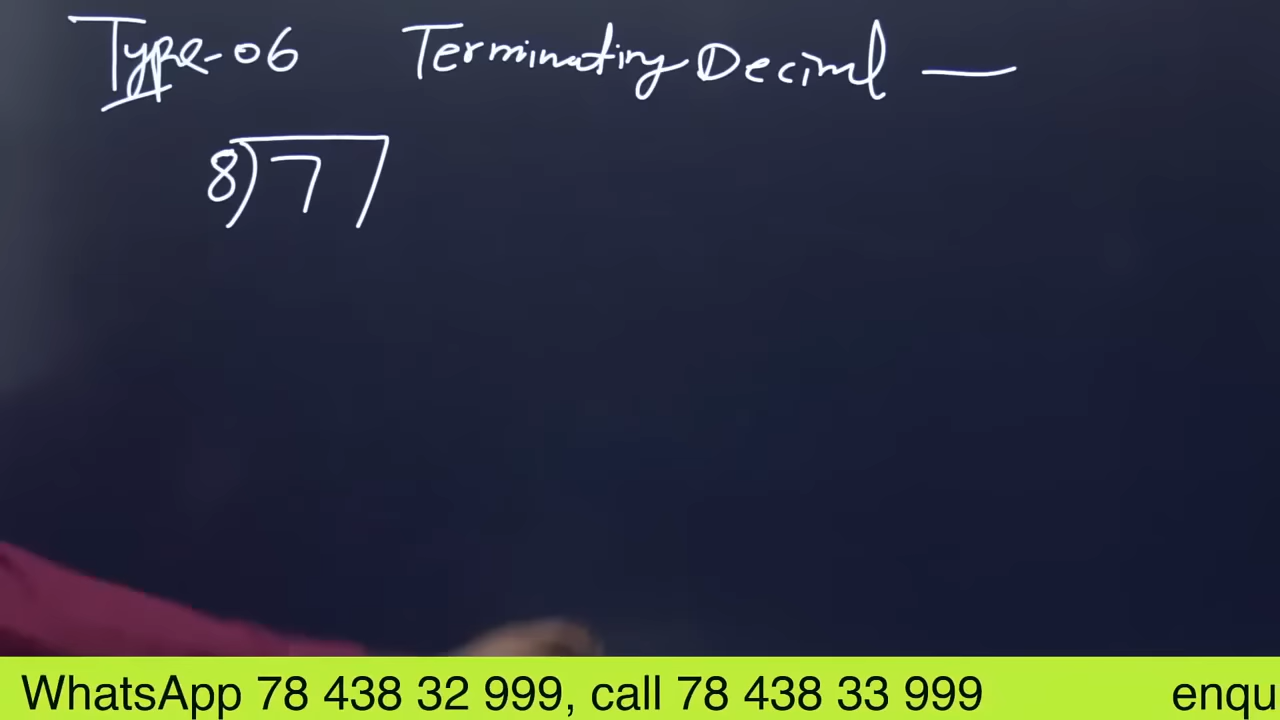 Type-06 Terminating Decimal —
8)7
WhatsApp 78 438 32 999, call 78 438 33 999 enqu